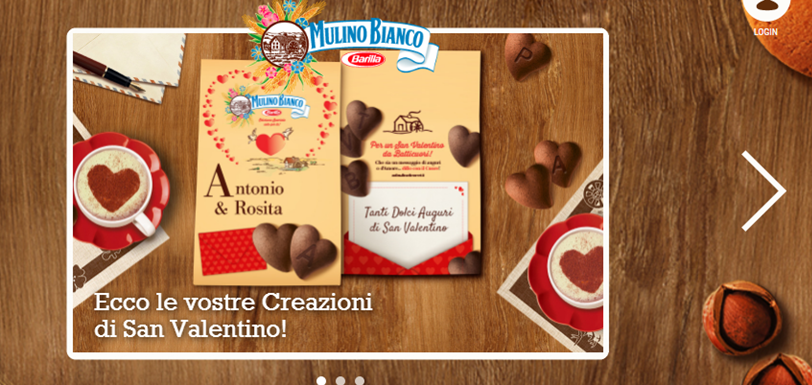 MULINO BIANCO
Barilla
LOGIN
MULINO BIANCO
Barilla
Antonio
& Rosita
Per un San Valentino
da Batticuori!
Tanti Dolci Auguri
di San Valentino
P
A
A
Ecco le vostre Creazioni
di San Valentino!